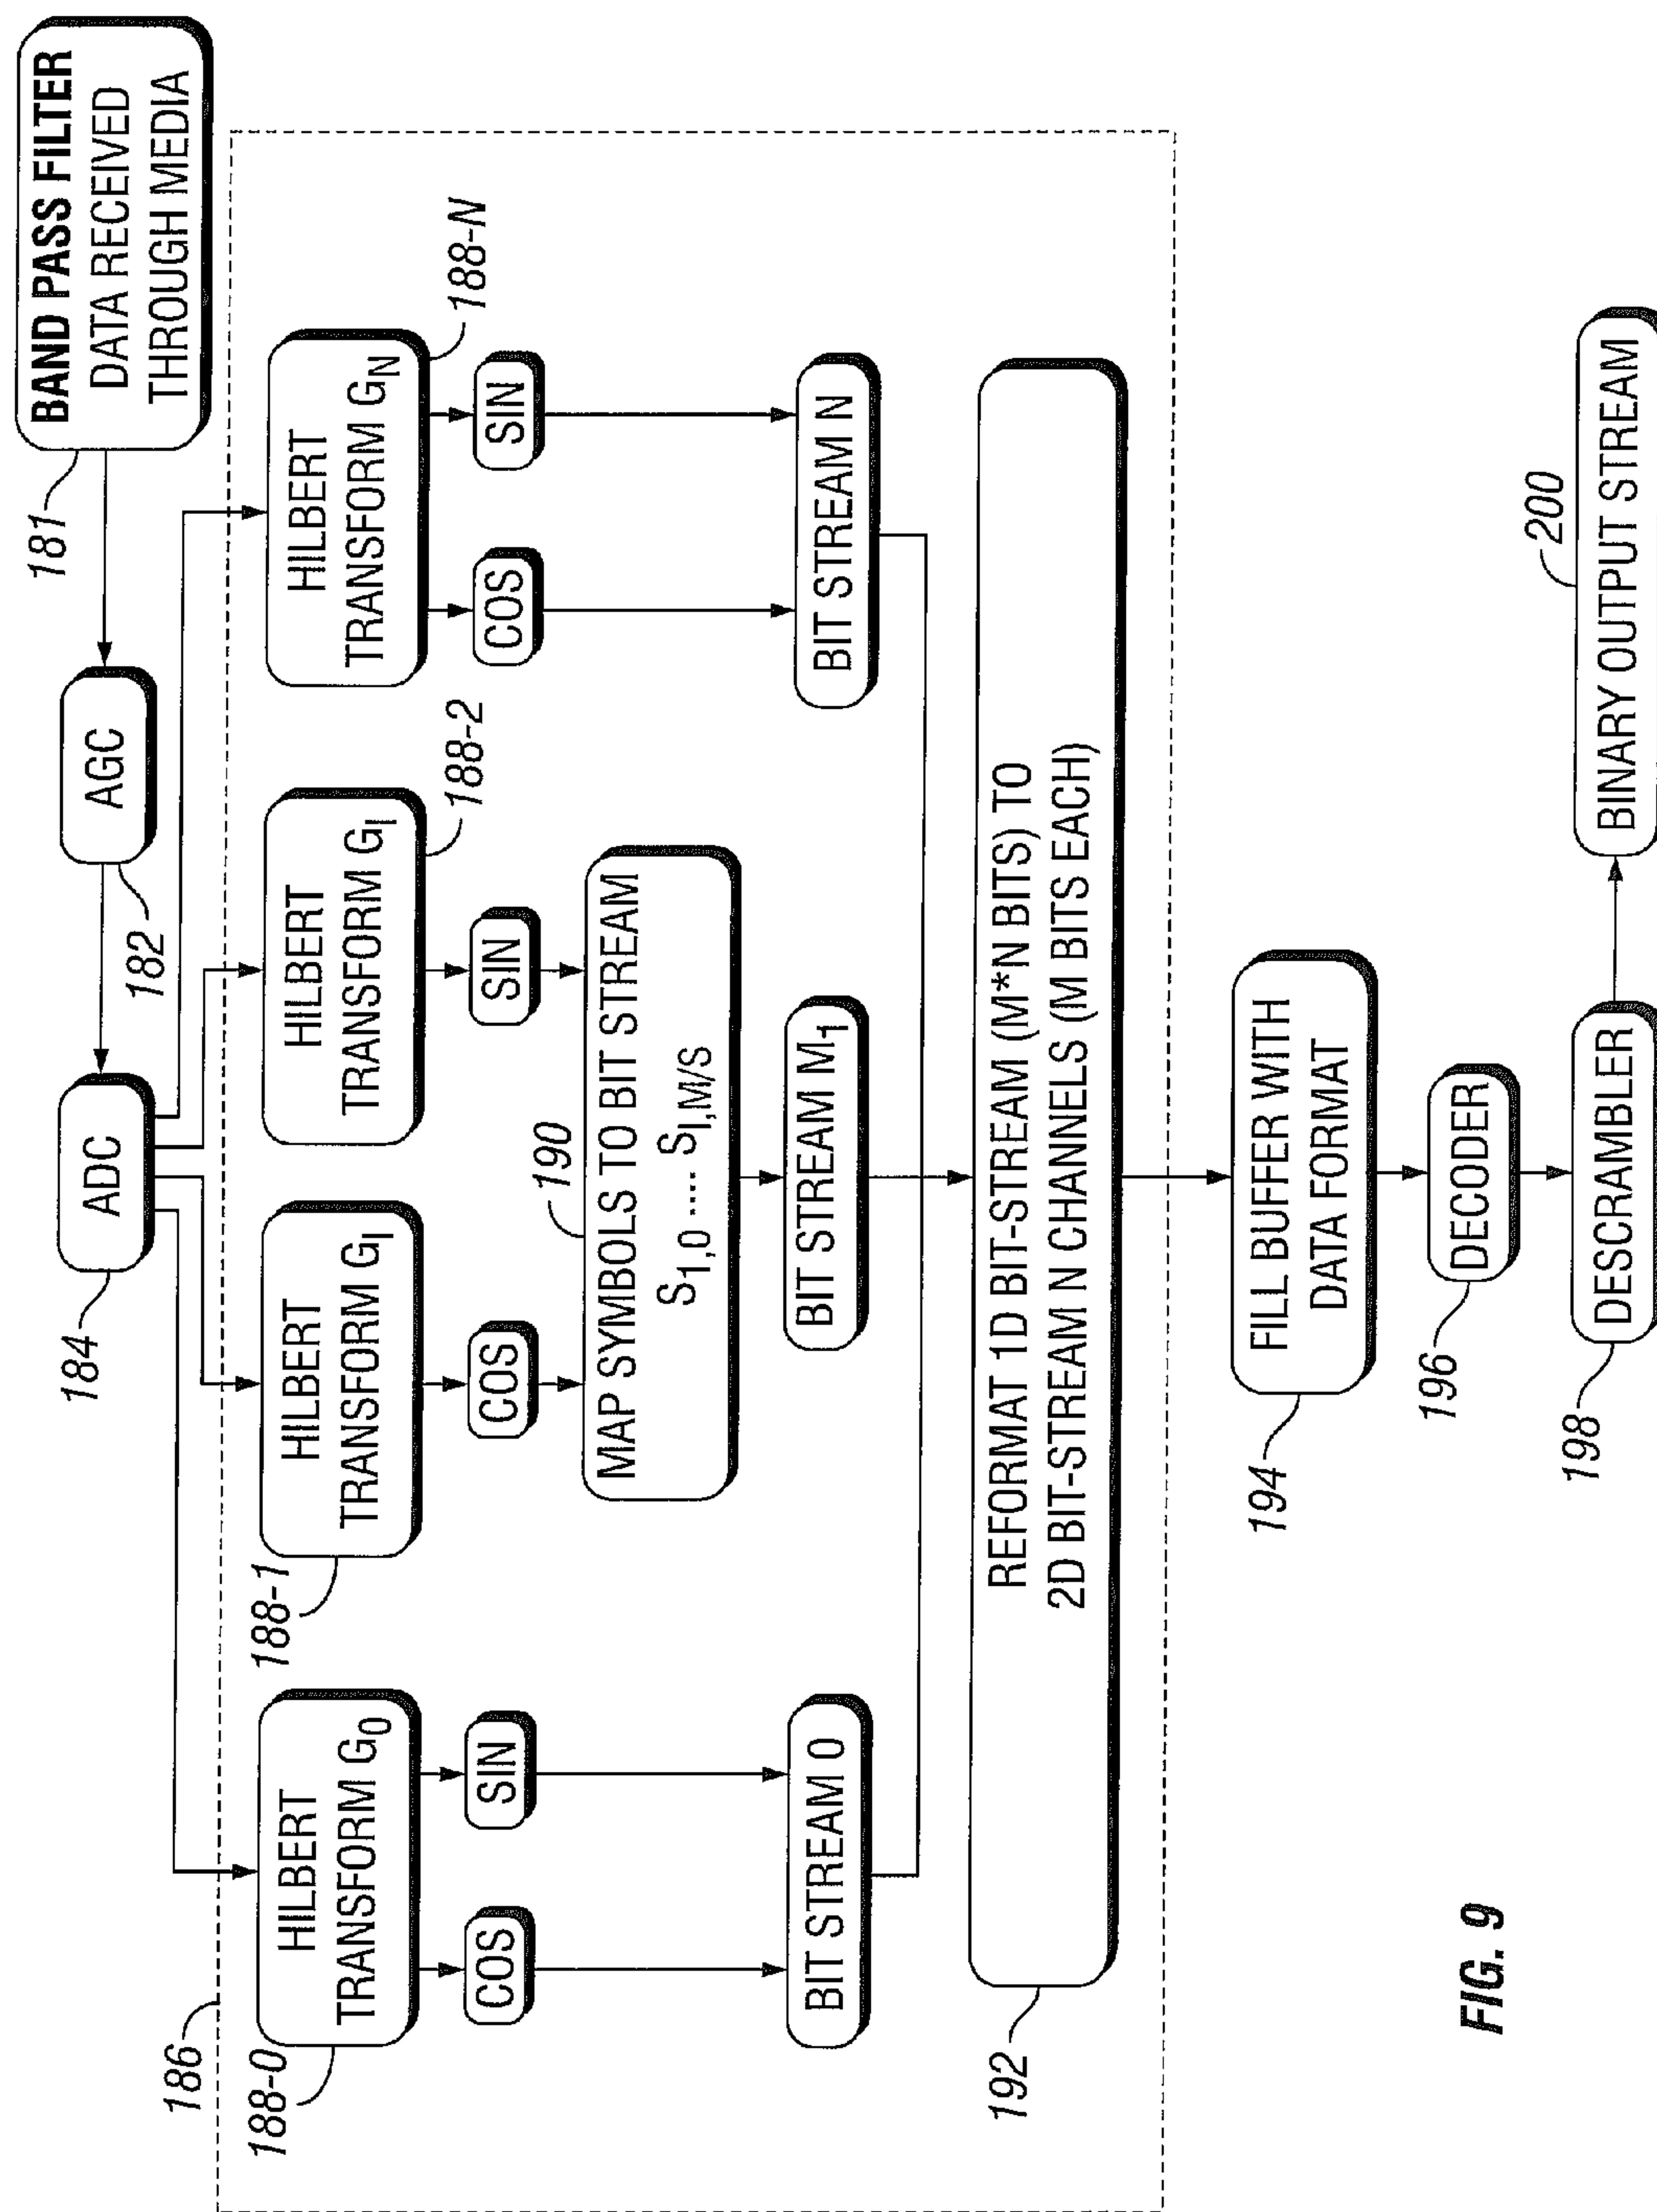 BAND PASS FILTER
DATA RECEIVED
THROUGH MEDIA
181
AGC
182
ADC
184
186
HILBERT
TRANSFORM G0
188-0
HILBERT
TRANSFORM GI
188-1
HILBERT
TRANSFORM GI
188-2
HILBERT
TRANSFORM GN
188-N
COS
SIN
COS
SIN
COS
SIN
190
MAP SYMBOLS TO BIT STREAM
S1,0 .... SI,M/S
BIT STREAM 0
BIT STREAM M1
BIT STREAM N
REFORMAT 1D BIT-STREAM (M*N BITS) TO
2D BIT-STREAM N CHANNELS (M BITS EACH)
192
FILL BUFFER WITH
DATA FORMAT
194
DECODER
196
DESCRAMBLER
198
BINARY OUTPUT STREAM
200
FIG. 9